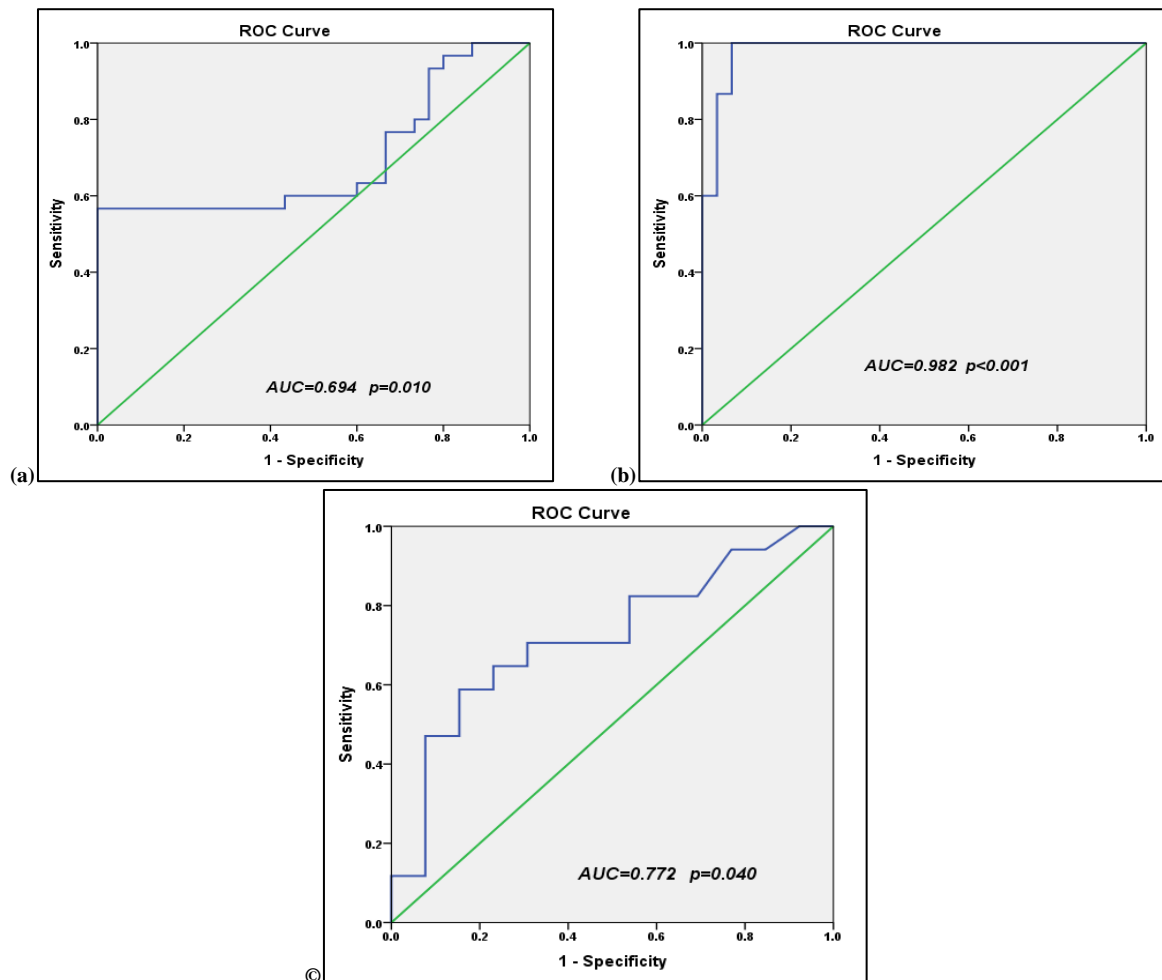 ROC Curve
1.0
0.8
0.6
0.4
0.2
0.0
Sensitivity
AUC=0.694 p=0.010
0.0 0.2 0.4 0.6 0.8 1.0
1 - Specificity
(a)
ROC Curve
1.0
0.8
0.6
0.4
0.2
0.0
Sensitivity
AUC=0.982 p<0.001
0.0 0.2 0.4 0.6 0.8 1.0
1 - Specificity
(b)
ROC Curve
1.0
0.8
0.6
0.4
0.2
0.0
Sensitivity
AUC=0.772 p=0.040
0.0 0.2 0.4 0.6 0.8 1.0
1 - Specificity
©